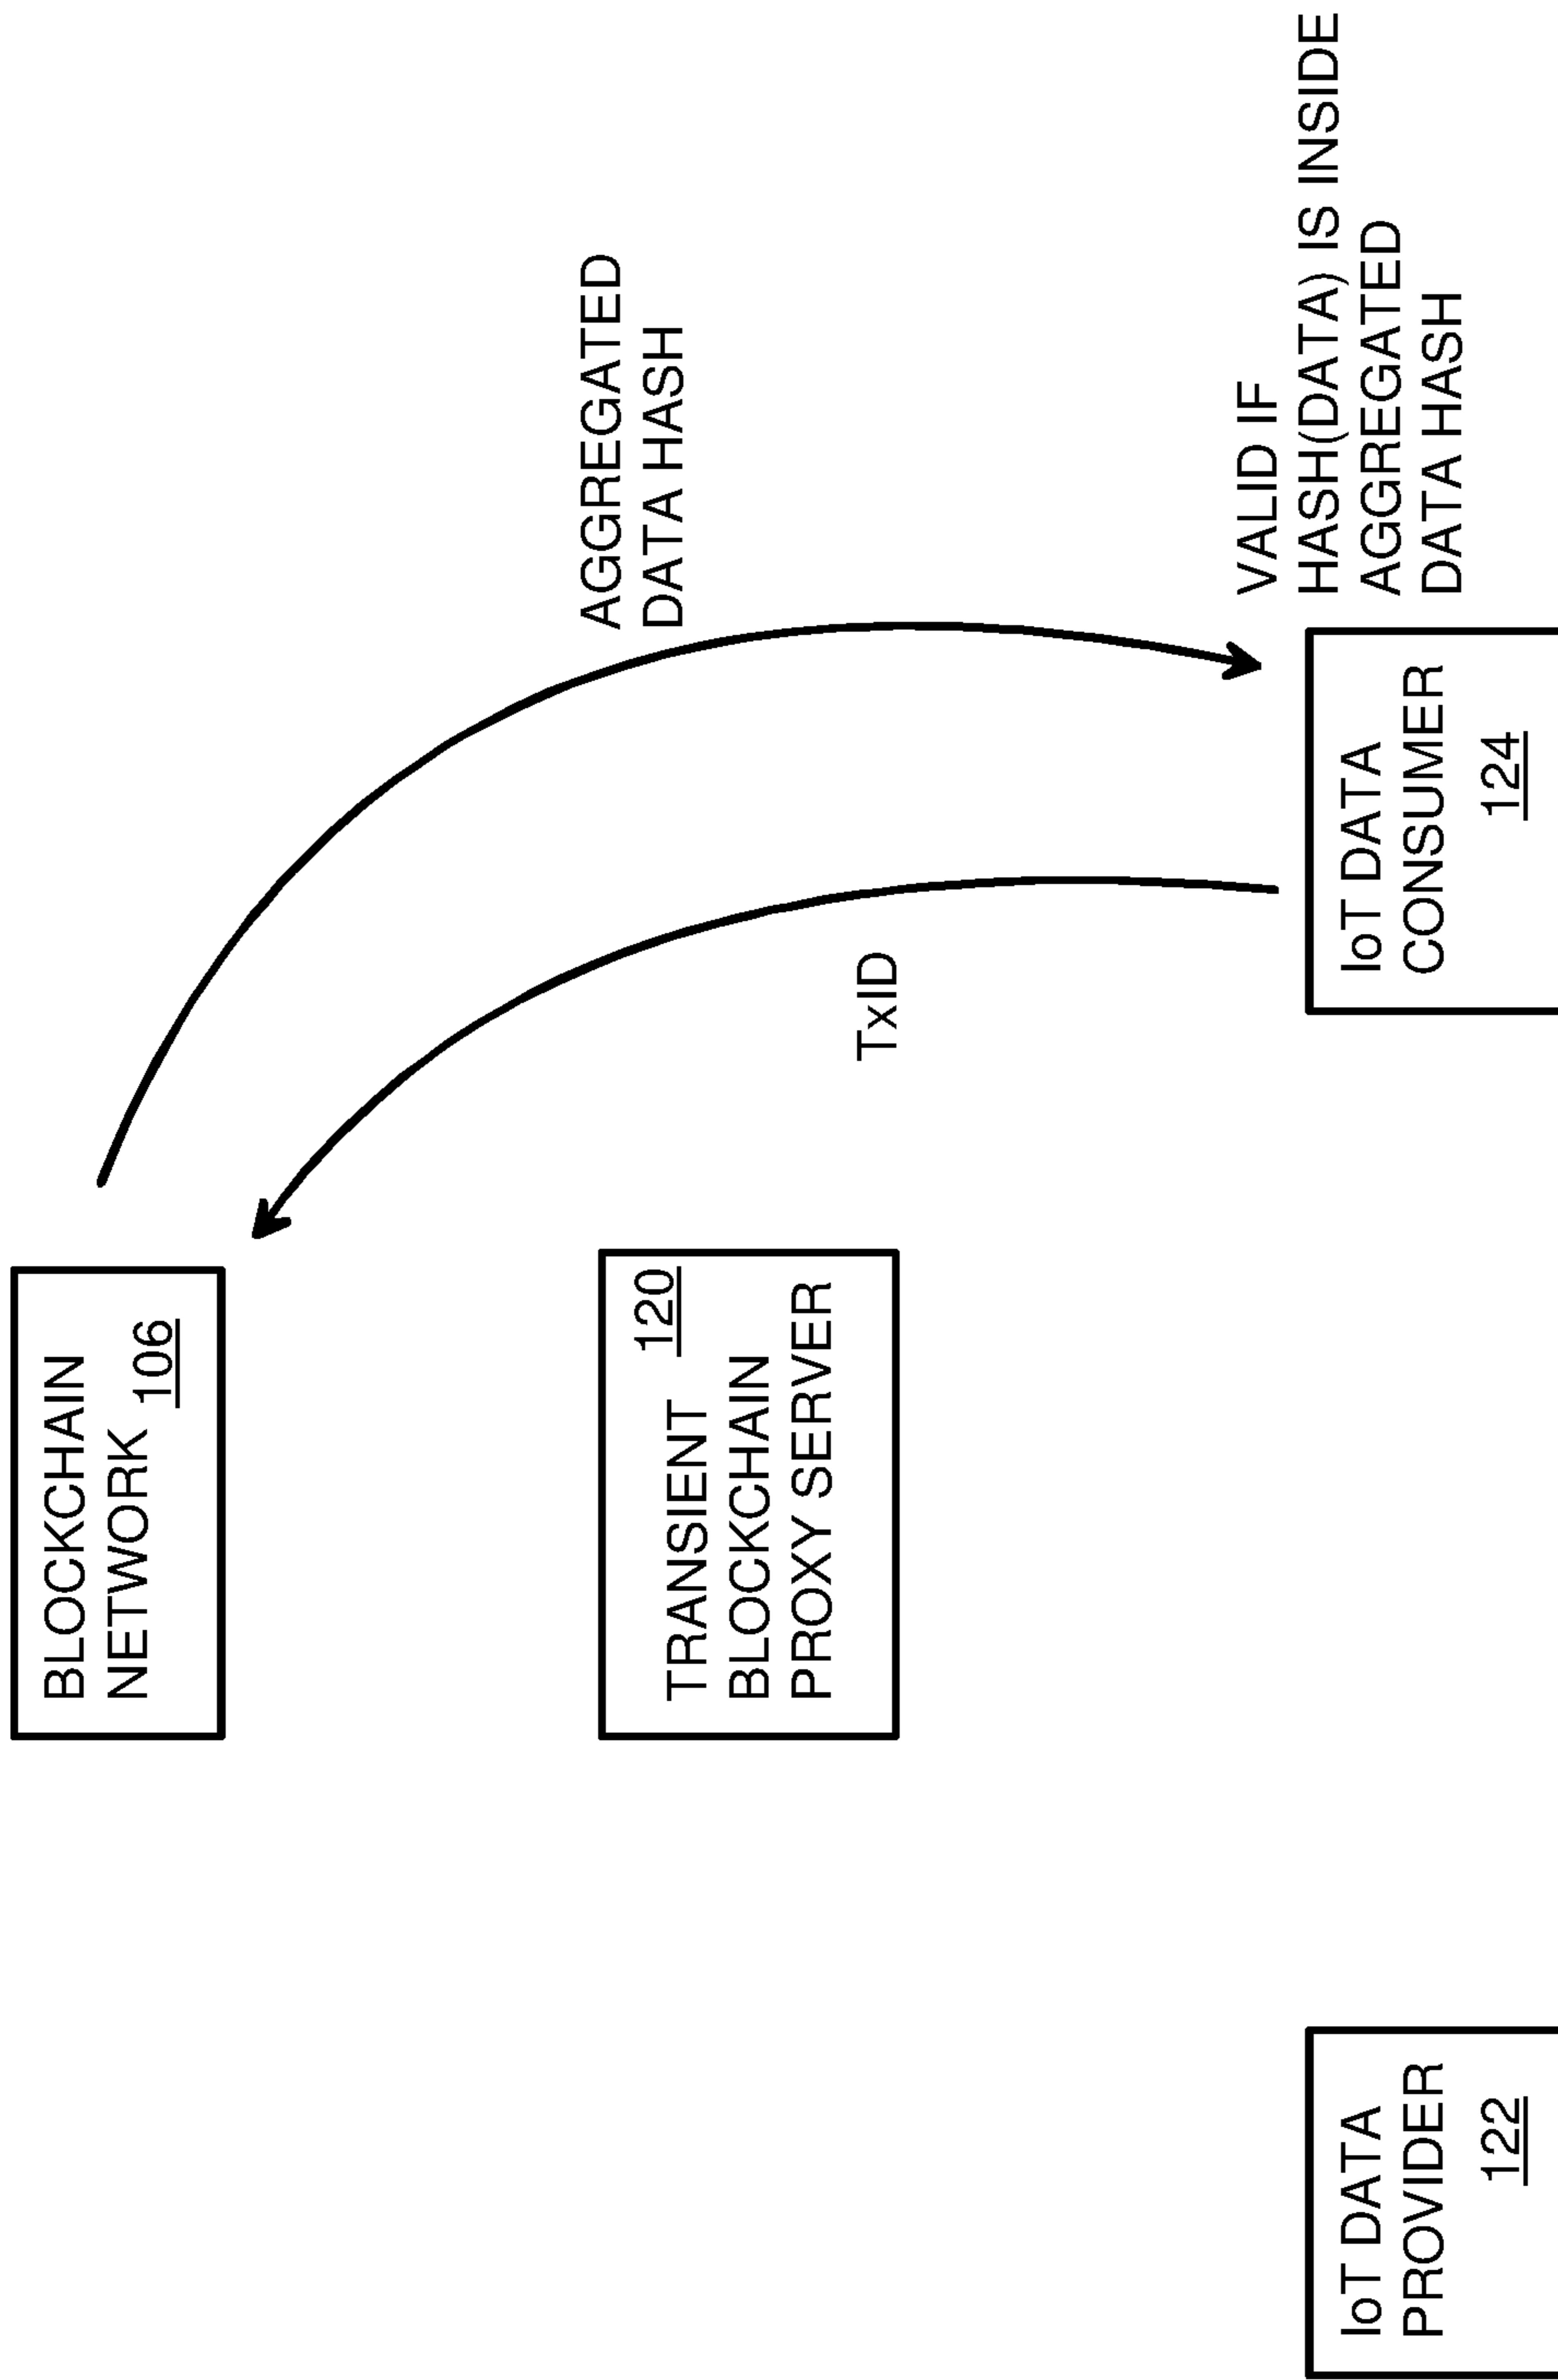 BLOCKCHAIN
NETWORK 106
AGGREGATED
DATA HASH
TRANSIENT 120
BLOCKCHAIN
PROXY SERVER
TxID
VALID IF
HASH(DATA) IS INSIDE
AGGREGATED
DATA HASH
IoT DATA
PROVIDER
122
IoT DATA
CONSUMER
124